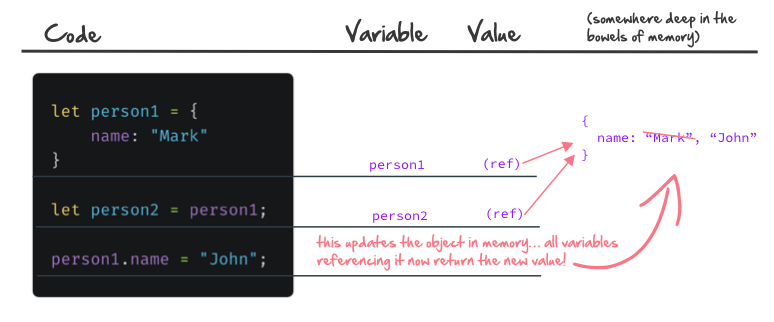 Code
Variable
Value
(somewhere deep in the
bowels of memory)
let person1 = {
name: "Mark"
}
person1
(ref)
{
name: “Mark”, “John”
}
let person2 = person1;
person2
(ref)
person1.name = "John";
this updates the object in memory... all variables
referencing it now return the new value!